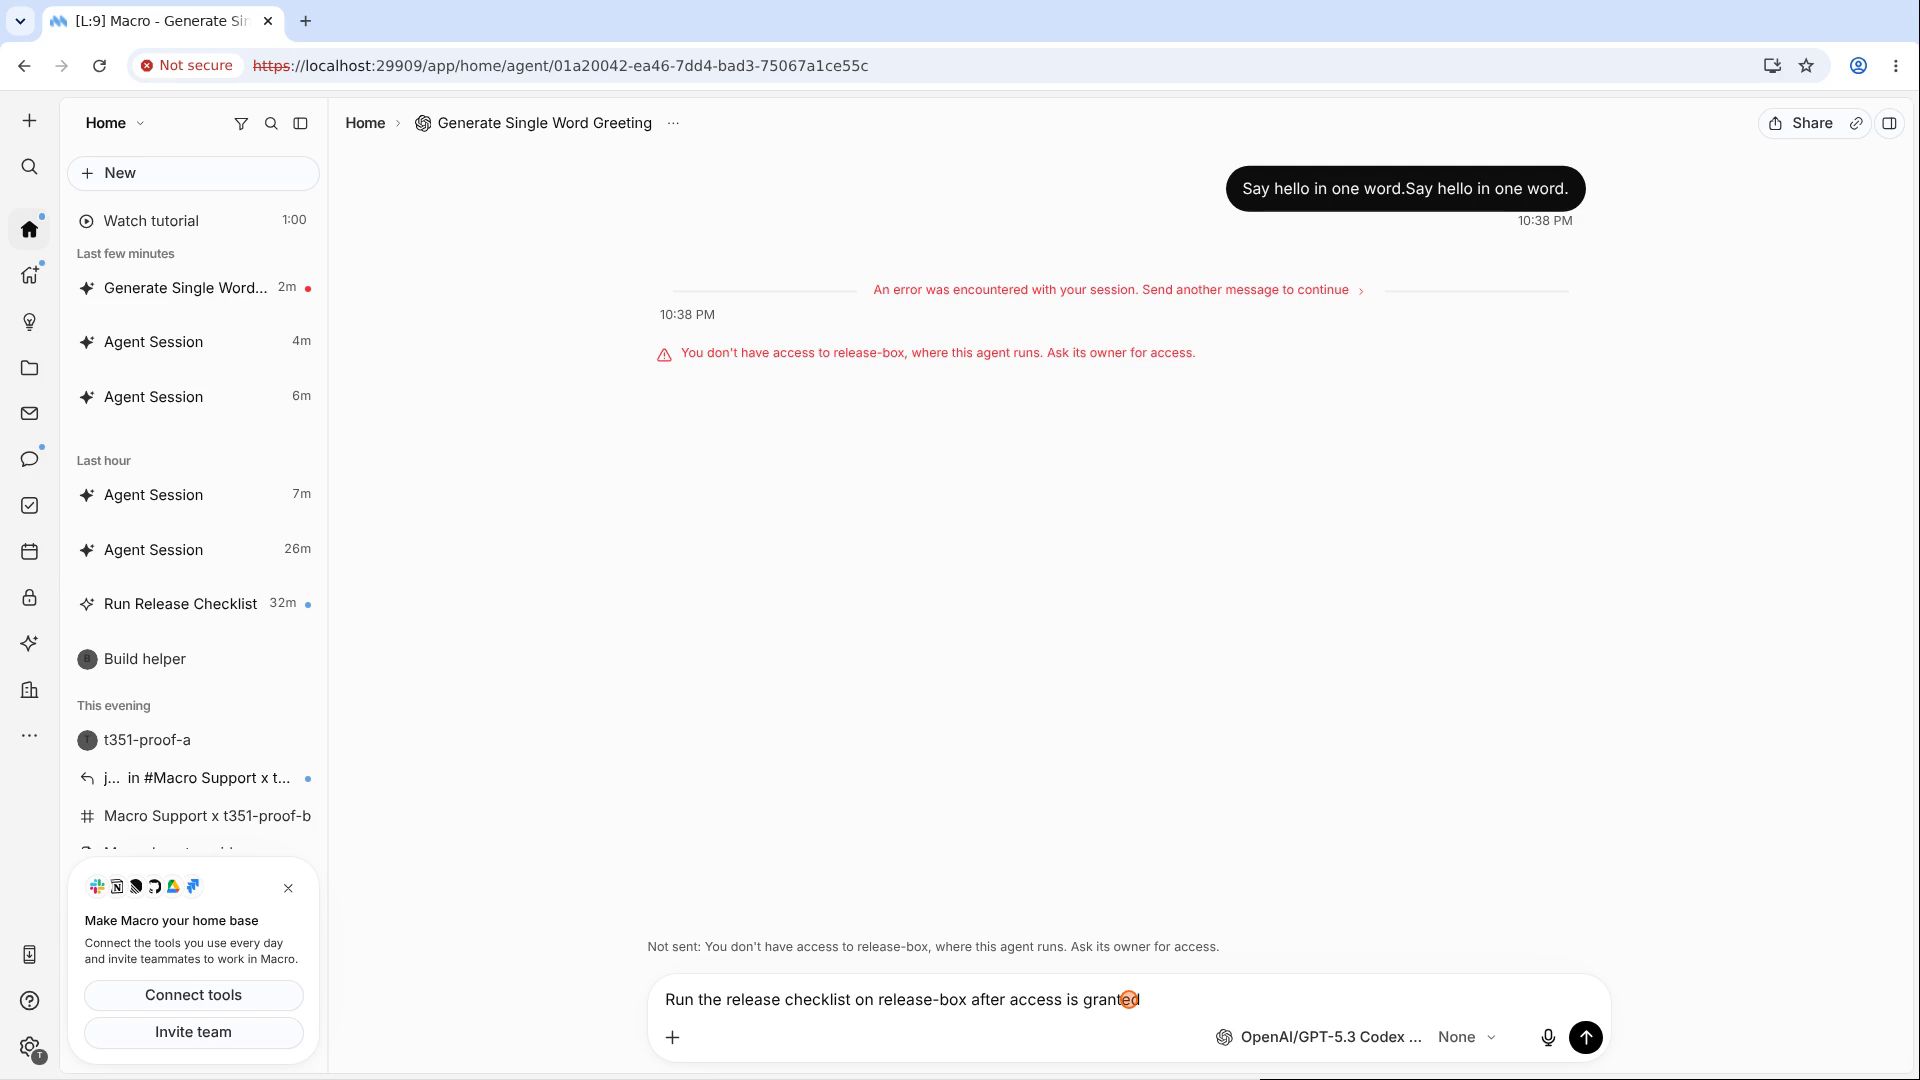 [L:9] Macro - Generate Sin
Not secure
https://localhost:29909/app/home/agent/01a20042-ea46-7dd4-bad3-75067a1ce55c
Home
Home
Generate Single Word Greeting
...
Share
New
Say hello in one word.Say hello in one word.
10:38 PM
Watch tutorial
1:00
Last few minutes
Generate Single Word...
2m
An error was encountered with your session. Send another message to continue
10:38 PM
Agent Session
4m
You don't have access to release-box, where this agent runs. Ask its owner for access.
Agent Session
6m
Last hour
Agent Session
7m
Agent Session
26m
Run Release Checklist
32m
B
Build helper
This evening
T
t351-proof-a
j... in #Macro Support x t...
Macro Support x t351-proof-b
Make Macro your home base
Connect the tools you use every day
and invite teammates to work in Macro.
Connect tools
Invite team
T
Not sent: You don't have access to release-box, where this agent runs. Ask its owner for access.
Run the release checklist on release-box after access is granted
OpenAI/GPT-5.3 Codex ...
None